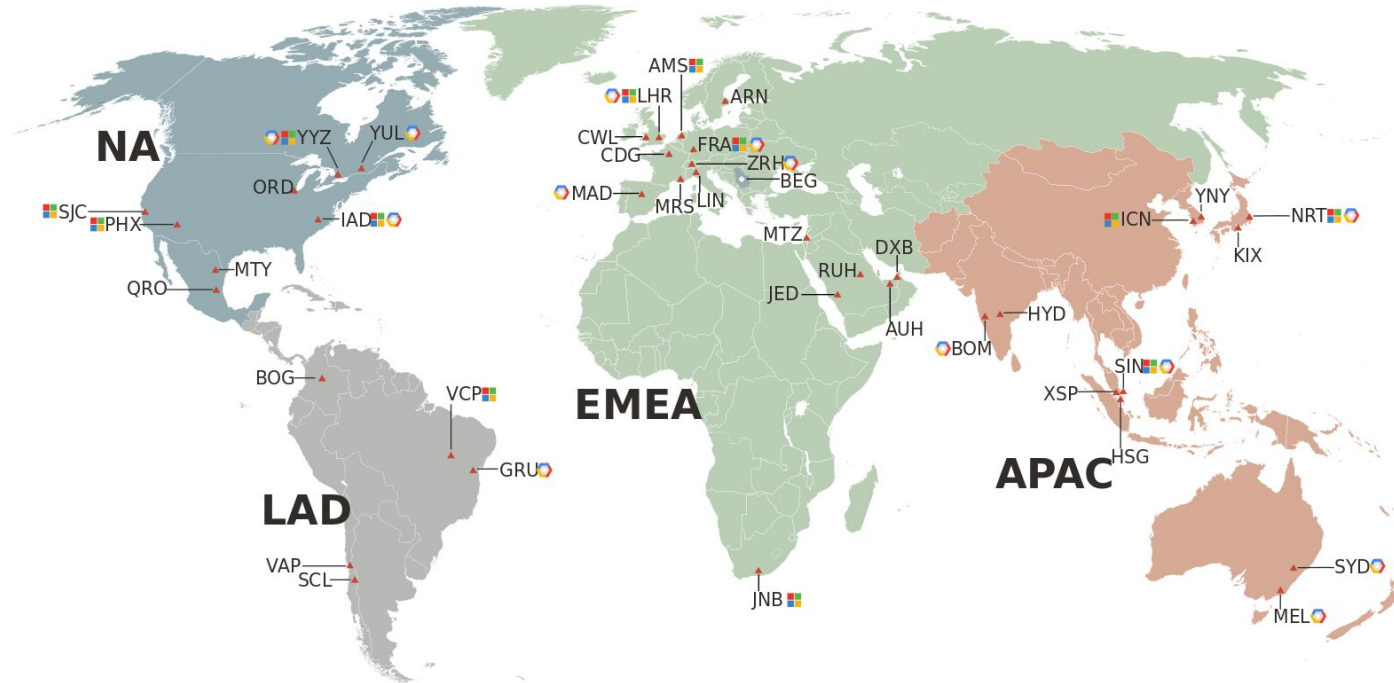 NA
YYZ
YUL
ORD
SJC
PHX
IAD
MTY
QRO
BOG
VCP
GRU
LAD
VAP
SCL
AMS
LHR
ARN
CWL
CDG
FRA
ZRH
BEG
MAD
MRS
LIN
MTZ
DXB
RUH
JED
AUH
EMEA
JNB
YNY
ICN
NRT
KIX
HYD
BOM
SIN
XSP
HSG
APAC
SYD
MEL